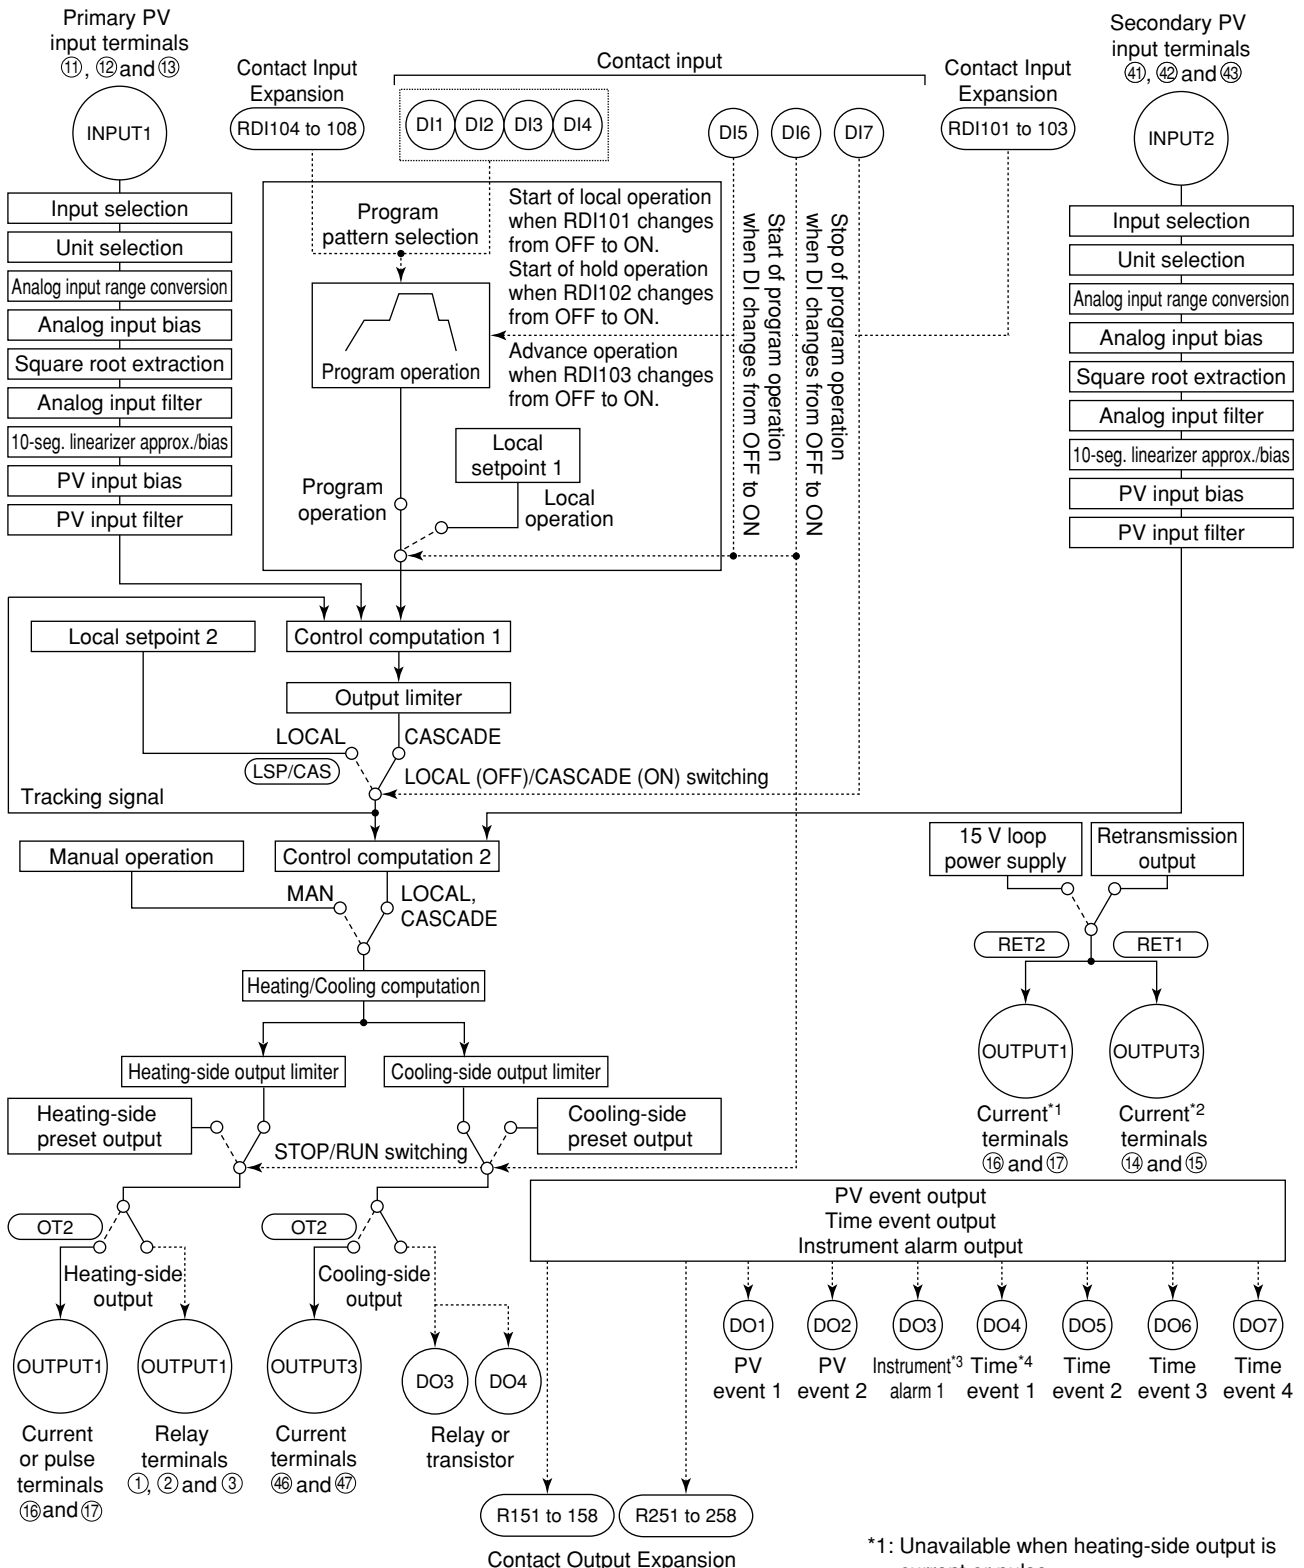 Primary PV
input terminals
⑪, ⑫ and ⑬
INPUT1
Input selection
Unit selection
Analog input range conversion
Analog input bias
Square root extraction
Analog input filter
10-seg. linearizer approx./bias
PV input bias
PV input filter
Contact Input
Expansion
RDI104 to 108
Contact input
DI1
DI2
DI3
DI4
DI5
DI6
DI7
Contact Input
Expansion
RDI101 to 103
Secondary PV
input terminals
㊶, ㊷ and ㊸
INPUT2
Input selection
Unit selection
Analog input range conversion
Analog input bias
Square root extraction
Analog input filter
10-seg. linearizer approx./bias
PV input bias
PV input filter
Program
pattern selection
Program operation
Start of local operation
when RDI101 changes
from OFF to ON.
Start of hold operation
when RDI102 changes
from OFF to ON.
Advance operation
when RDI103 changes
from OFF to ON.
Start of program operation
when DI changes from OFF to ON
Stop of program operation
when DI changes from OFF to ON
Local
setpoint 1
Program
operation
Local
operation
Local setpoint 2
Control computation 1
Output limiter
LOCAL
CASCADE
LSP/CAS
LOCAL (OFF)/CASCADE (ON) switching
Tracking signal
Manual operation
Control computation 2
MAN
LOCAL,
CASCADE
Heating/Cooling computation
15 V loop
power supply
Retransmission
output
RET2
RET1
OUTPUT1
OUTPUT3
Current*1
terminals
⑯ and ⑰
Current*2
terminals
⑭ and ⑮
Heating-side output limiter
Cooling-side output limiter
Heating-side
preset output
Cooling-side
preset output
STOP/RUN switching
OT2
OT2
Heating-side
output
Cooling-side
output
OUTPUT1
OUTPUT1
OUTPUT3
DO3
DO4
Current
or pulse
terminals
⑯ and ⑰
Relay
terminals
①, ② and ③
Current
terminals
㊻ and ㊼
Relay or
transistor
PV event output
Time event output
Instrument alarm output
DO1
DO2
DO3
DO4
DO5
DO6
DO7
PV
event 1
PV
event 2
Instrument*3
alarm 1
Time*4
event 1
Time
event 2
Time
event 3
Time
event 4
R151 to 158
R251 to 258
Contact Output Expansion
*1: Unavailable when heating-side output is
current or pulse